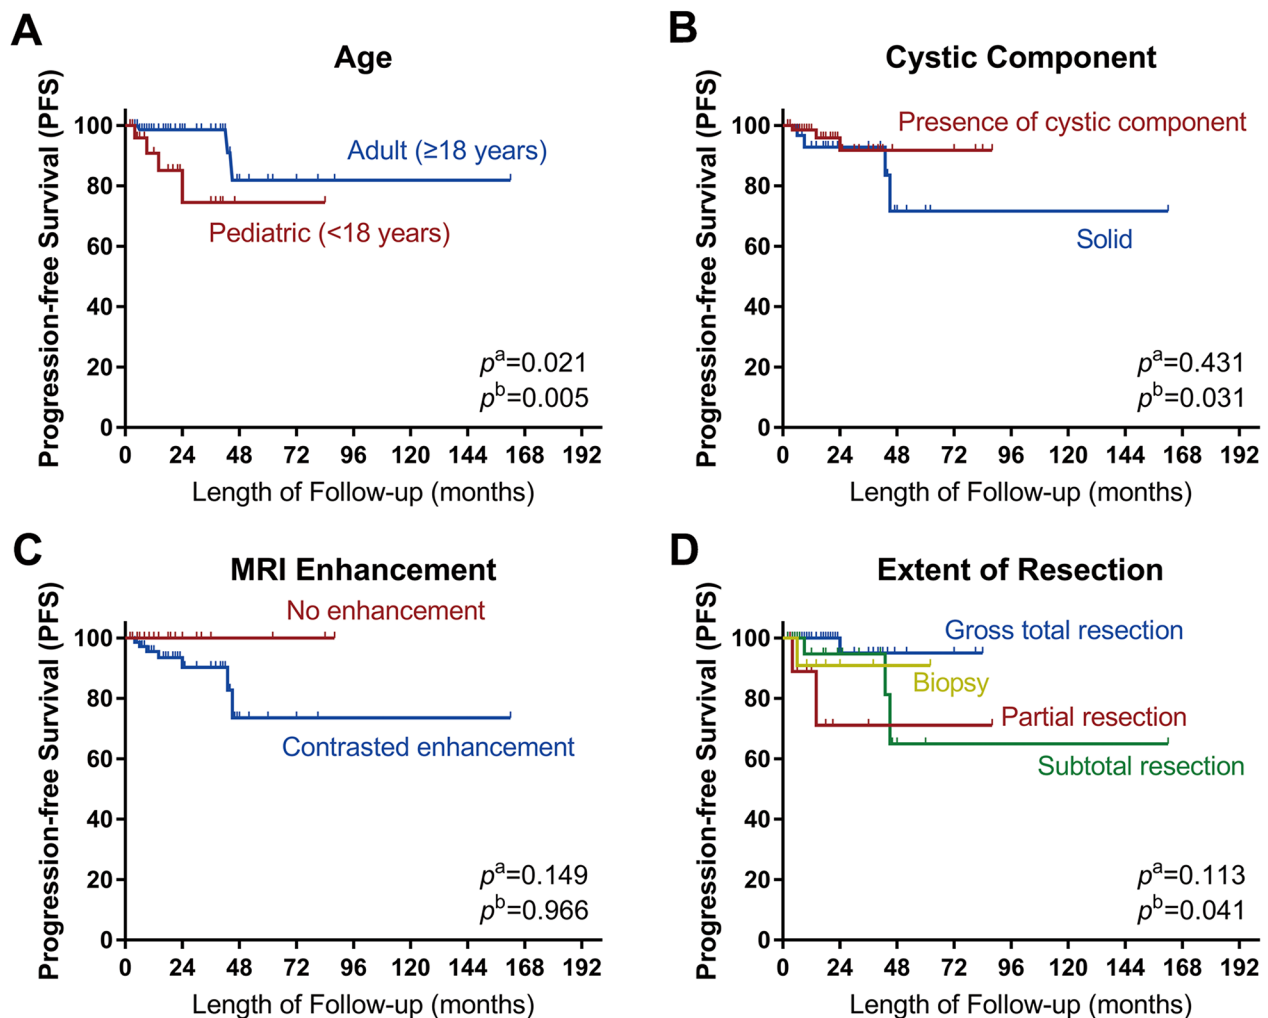 A
Age
Progression-free Survival (PFS)
100
80
60
40
20
0
Adult (≥18 years)
Pediatric (<18 years)
pᵃ=0.021
pᵇ=0.005
0 24 48 72 96 120 144 168 192
Length of Follow-up (months)
B
Cystic Component
Progression-free Survival (PFS)
100
80
60
40
20
0
Presence of cystic component
Solid
pᵃ=0.431
pᵇ=0.031
0 24 48 72 96 120 144 168 192
Length of Follow-up (months)
C
MRI Enhancement
Progression-free Survival (PFS)
100
80
60
40
20
0
No enhancement
Contrasted enhancement
pᵃ=0.149
pᵇ=0.966
0 24 48 72 96 120 144 168 192
Length of Follow-up (months)
D
Extent of Resection
Progression-free Survival (PFS)
100
80
60
40
20
0
Gross total resection
Biopsy
Partial resection
Subtotal resection
pᵃ=0.113
pᵇ=0.041
0 24 48 72 96 120 144 168 192
Length of Follow-up (months)